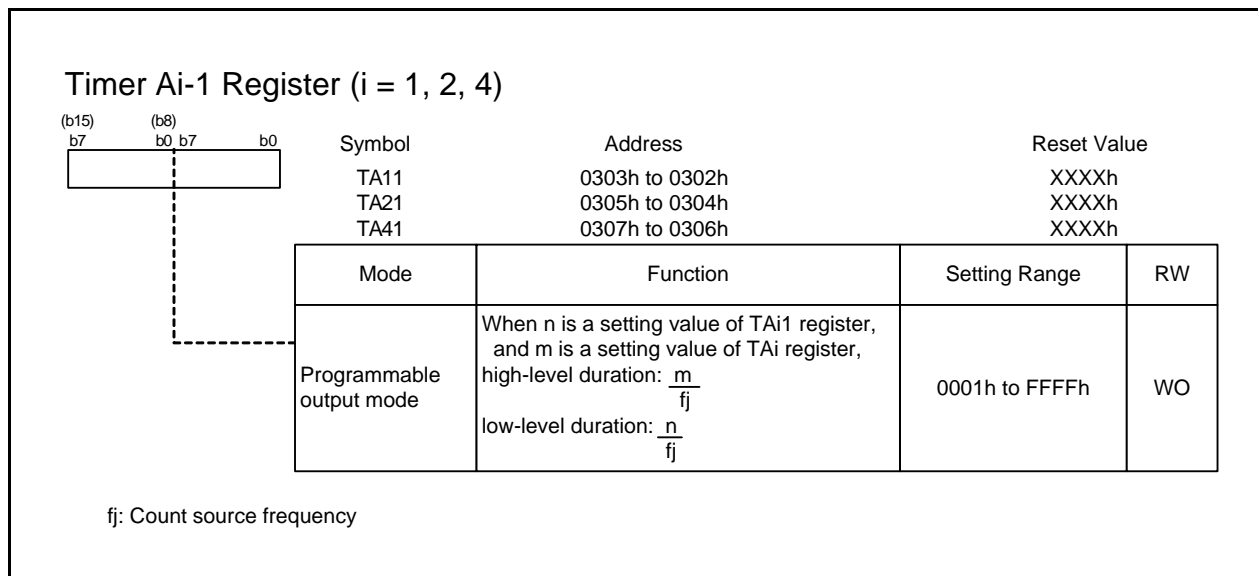 Timer Ai-1 Register (i = 1, 2, 4)
(b15) (b8)
b7 b0 b7 b0
Symbol Address Reset Value
TA11 0303h to 0302h XXXXh
TA21 0305h to 0304h XXXXh
TA41 0307h to 0306h XXXXh
Mode Function Setting Range RW
Programmable
output mode
When n is a setting value of TAi1 register,
and m is a setting value of TAi register,
high-level duration: m
fj
low-level duration: n
fj
0001h to FFFFh
WO
fj: Count source frequency